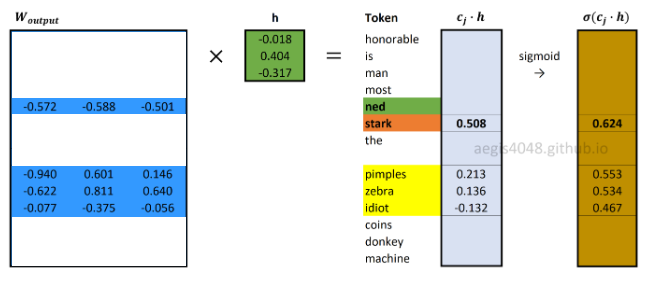 W_output h Token c_j · h σ(c_j · h)
-0.018 honorable
0.404 × = is sigmoid
-0.317 man →
most
-0.572 -0.588 -0.501 ned
stark 0.508 0.624
the
aegis4048.github.io
-0.940 0.601 0.146 pimples 0.213 0.553
-0.622 0.811 0.640 zebra 0.136 0.534
-0.077 -0.375 -0.056 idiot -0.132 0.467
coins
donkey
machine